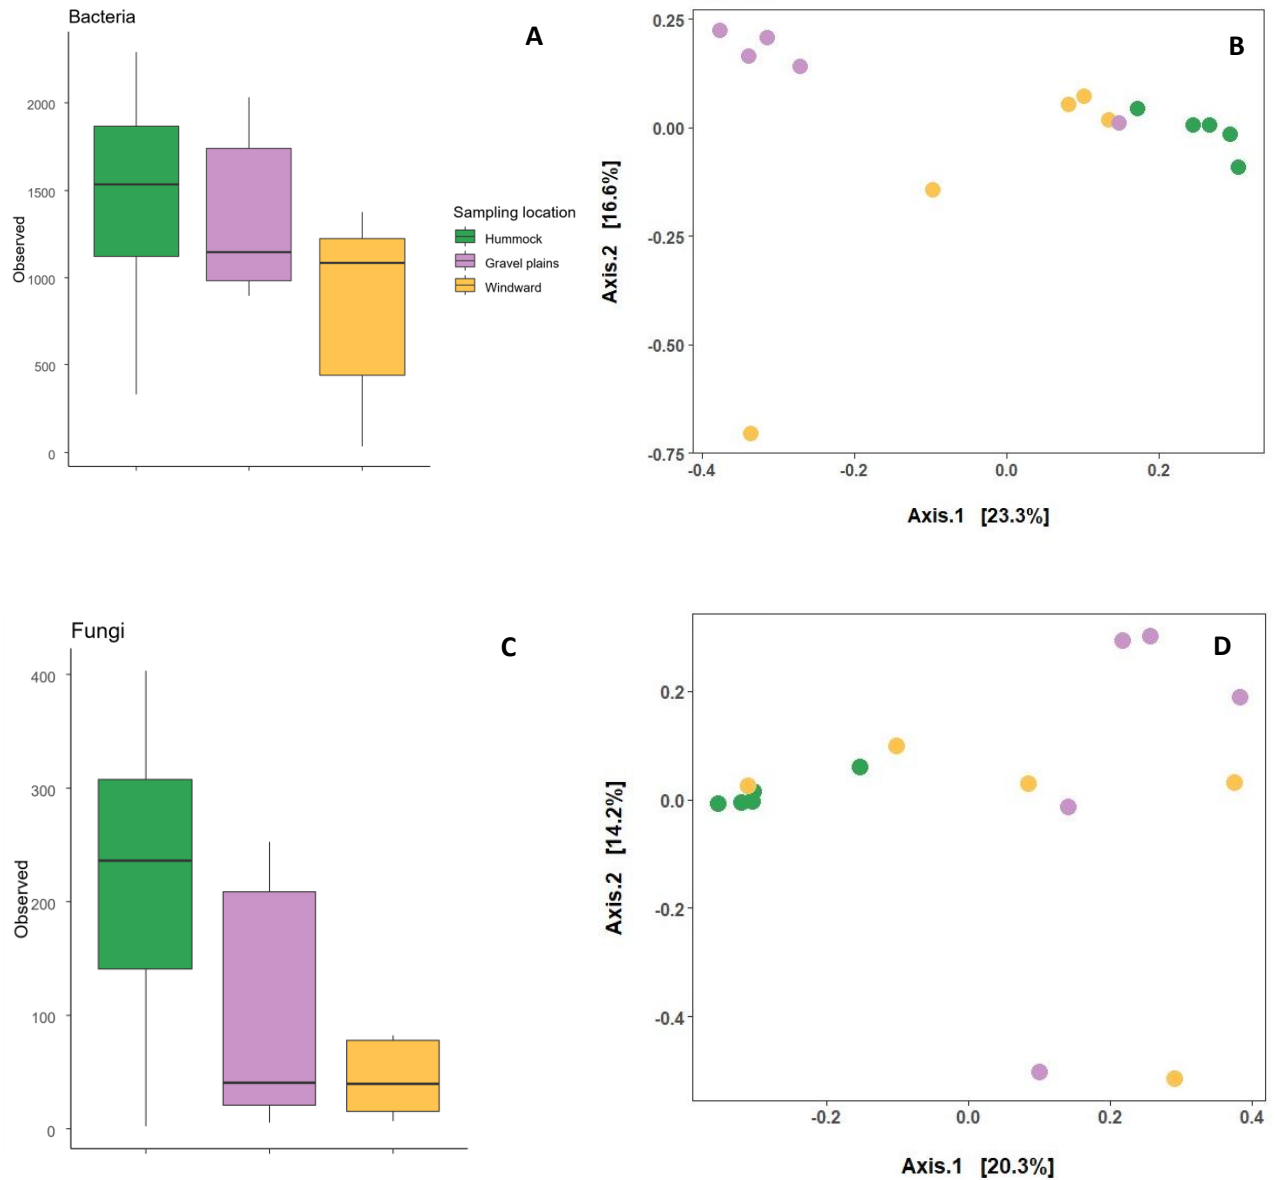 Bacteria
A
2000
1500
1000
500
0
Observed
Sampling location
Hummock
Gravel plains
Windward
B
0.25
0.00
-0.25
-0.50
-0.75
Axis.2 [16.6%]
-0.4
-0.2
0.0
0.2
Axis.1 [23.3%]
Fungi
C
400
300
200
100
0
Observed
D
0.2
0.0
-0.2
-0.4
Axis.2 [14.2%]
-0.2
0.0
0.2
0.4
Axis.1 [20.3%]